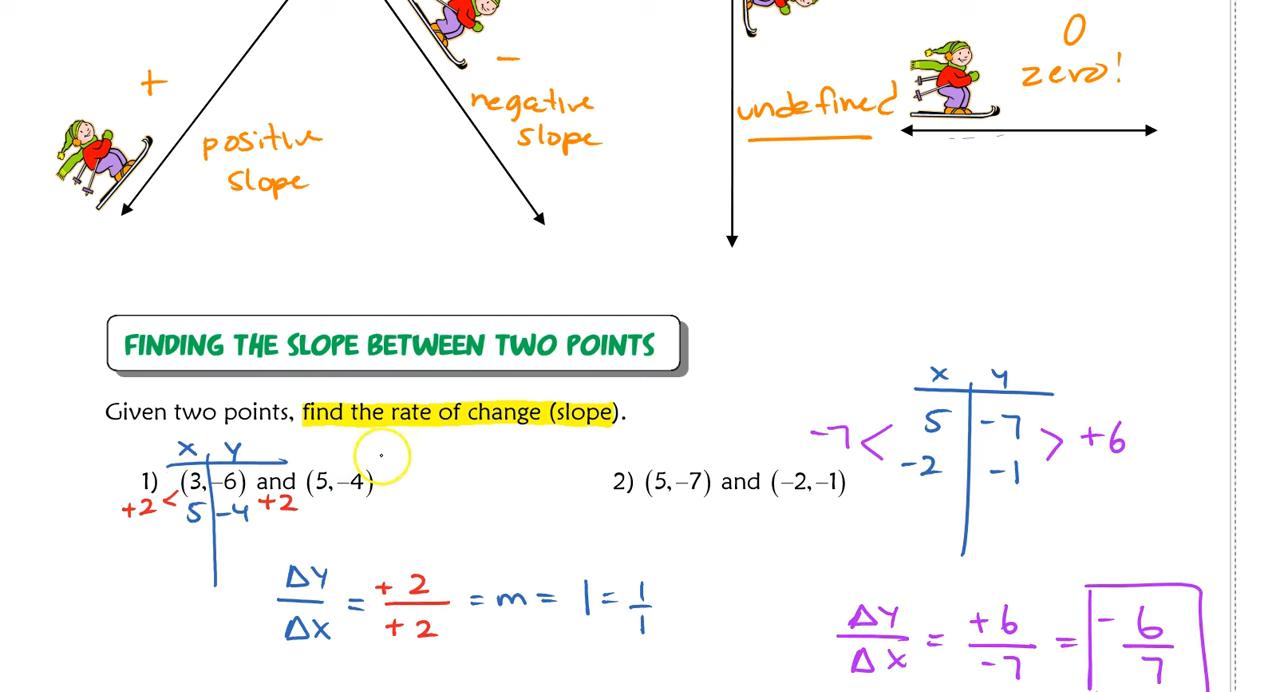 +
positive
slope
-
negative
slope
undefined
0
zero!
FINDING THE SLOPE BETWEEN TWO POINTS
Given two points, find the rate of change (slope).
x y
1) (3, –6) and (5, –4)
+2 < 5 -4 +2
ΔY/ΔX = +2/+2 = m = 1 = 1/1
2) (5, –7) and (–2, –1)
x y
5 -7
-7 < > +6
-2 -1
ΔY/ΔX = +6/-7 = -6/7